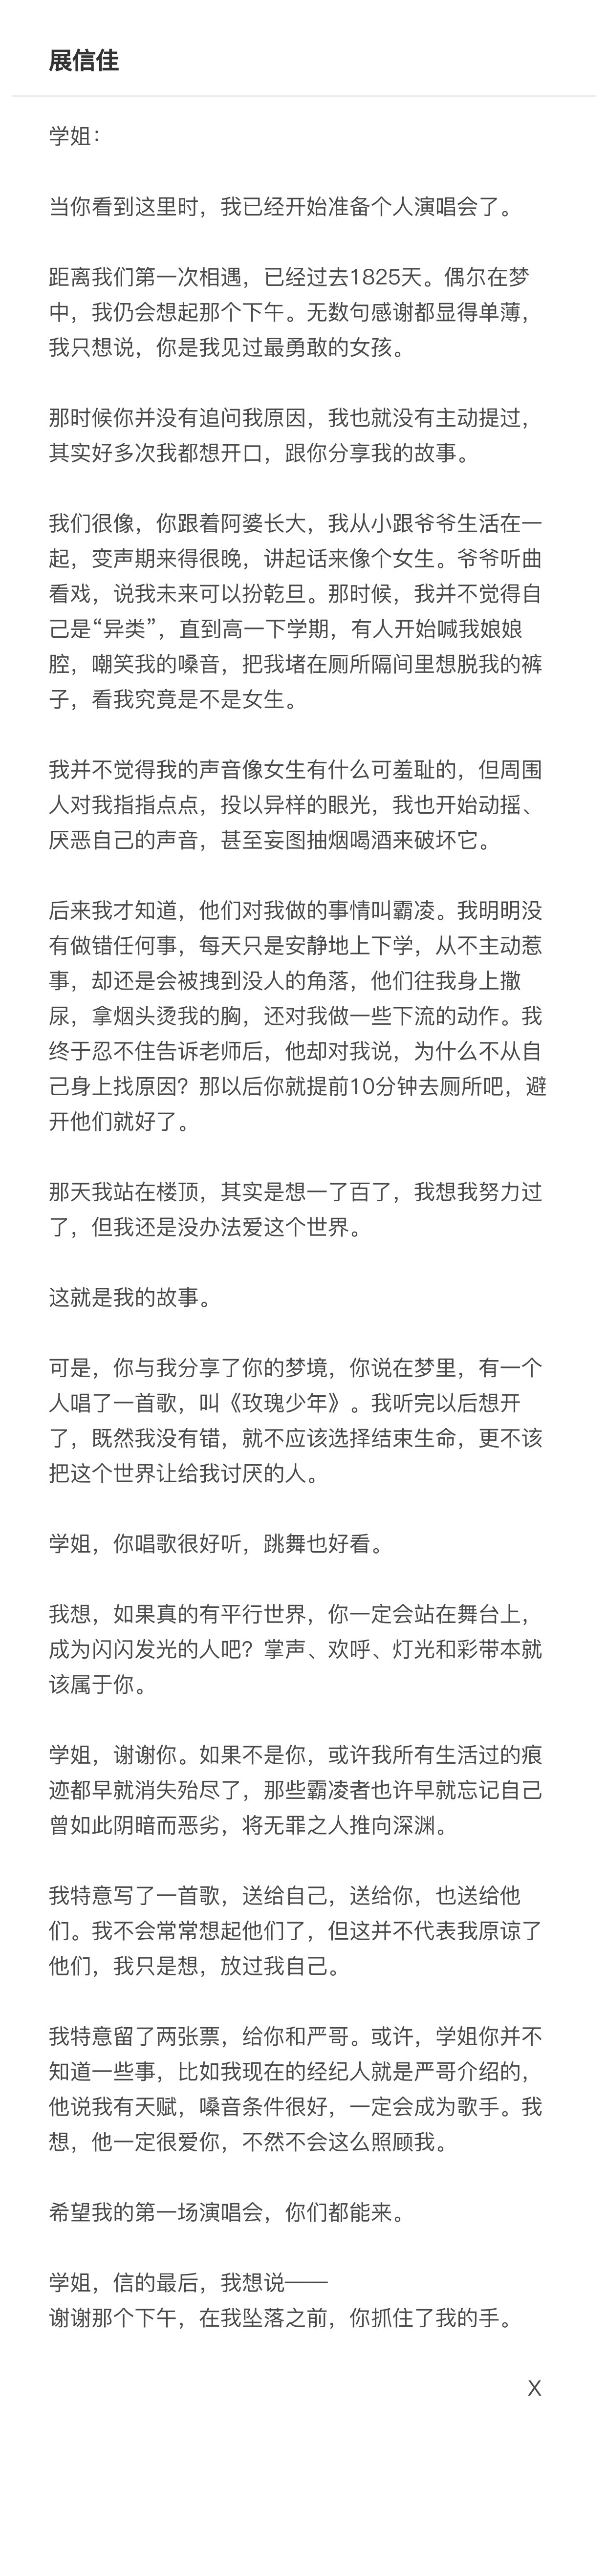 展信佳
学姐：
当你看到这里时，我已经开始准备个人演唱会了。
距离我们第一次相遇，已经过去1825天。偶尔在梦
中，我仍会想起那个下午。无数句感谢都显得单薄，
我只想说，你是我见过最勇敢的女孩。
那时候你并没有追问我原因，我也就没有主动提过，
其实好多次我都想开口，跟你分享我的故事。
我们很像，你跟着阿婆长大，我从小跟爷爷生活在一
起，变声期来得很晚，讲起话来像个女生。爷爷听曲
看戏，说我未来可以扮乾旦。那时候，我并不觉得自
己是“异类”，直到高一下学期，有人开始喊我娘娘
腔，嘲笑我的嗓音，把我堵在厕所隔间里想脱我的裤
子，看我究竟是不是女生。
我并不觉得我的声音像女生有什么可羞耻的，但周围
人对我指指点点，投以异样的眼光，我也开始动摇、
厌恶自己的声音，甚至妄图抽烟喝酒来破坏它。
后来我才知道，他们对我做的事情叫霸凌。我明明没
有做错任何事，每天只是安静地上下学，从不主动惹
事，却还是会被拽到没人的角落，他们往我身上撒
尿，拿烟头烫我的胸，还对我做一些下流的动作。我
终于忍不住告诉老师后，他却对我说，为什么不从自
己身上找原因？那以后你就提前10分钟去厕所吧，避
开他们就好了。
那天我站在楼顶，其实是想一了百了，我想我努力过
了，但我还是没办法爱这个世界。
这就是我的故事。
可是，你与我分享了你的梦境，你说在梦里，有一个
人唱了一首歌，叫《玫瑰少年》。我听完以后想开
了，既然我没有错，就不应该选择结束生命，更不该
把这个世界让给我讨厌的人。
学姐，你唱歌很好听，跳舞也好看。
我想，如果真的有平行世界，你一定会站在舞台上，
成为闪闪发光的人吧？掌声、欢呼、灯光和彩带本就
该属于你。
学姐，谢谢你。如果不是你，或许我所有生活过的痕
迹都早就消失殆尽了，那些霸凌者也许早就忘记自己
曾如此阴暗而恶劣，将无罪之人推向深渊。
我特意写了一首歌，送给自己，送给你，也送给他
们。我不会常常想起他们了，但这并不代表我原谅了
他们，我只是想，放过我自己。
我特意留了两张票，给你和严哥。或许，学姐你并不
知道一些事，比如我现在的经纪人就是严哥介绍的，
他说我有天赋，嗓音条件很好，一定会成为歌手。我
想，他一定很爱你，不然不会这么照顾我。
希望我的第一场演唱会，你们都能来。
学姐，信的最后，我想说——
谢谢那个下午，在我坠落之前，你抓住了我的手。
X